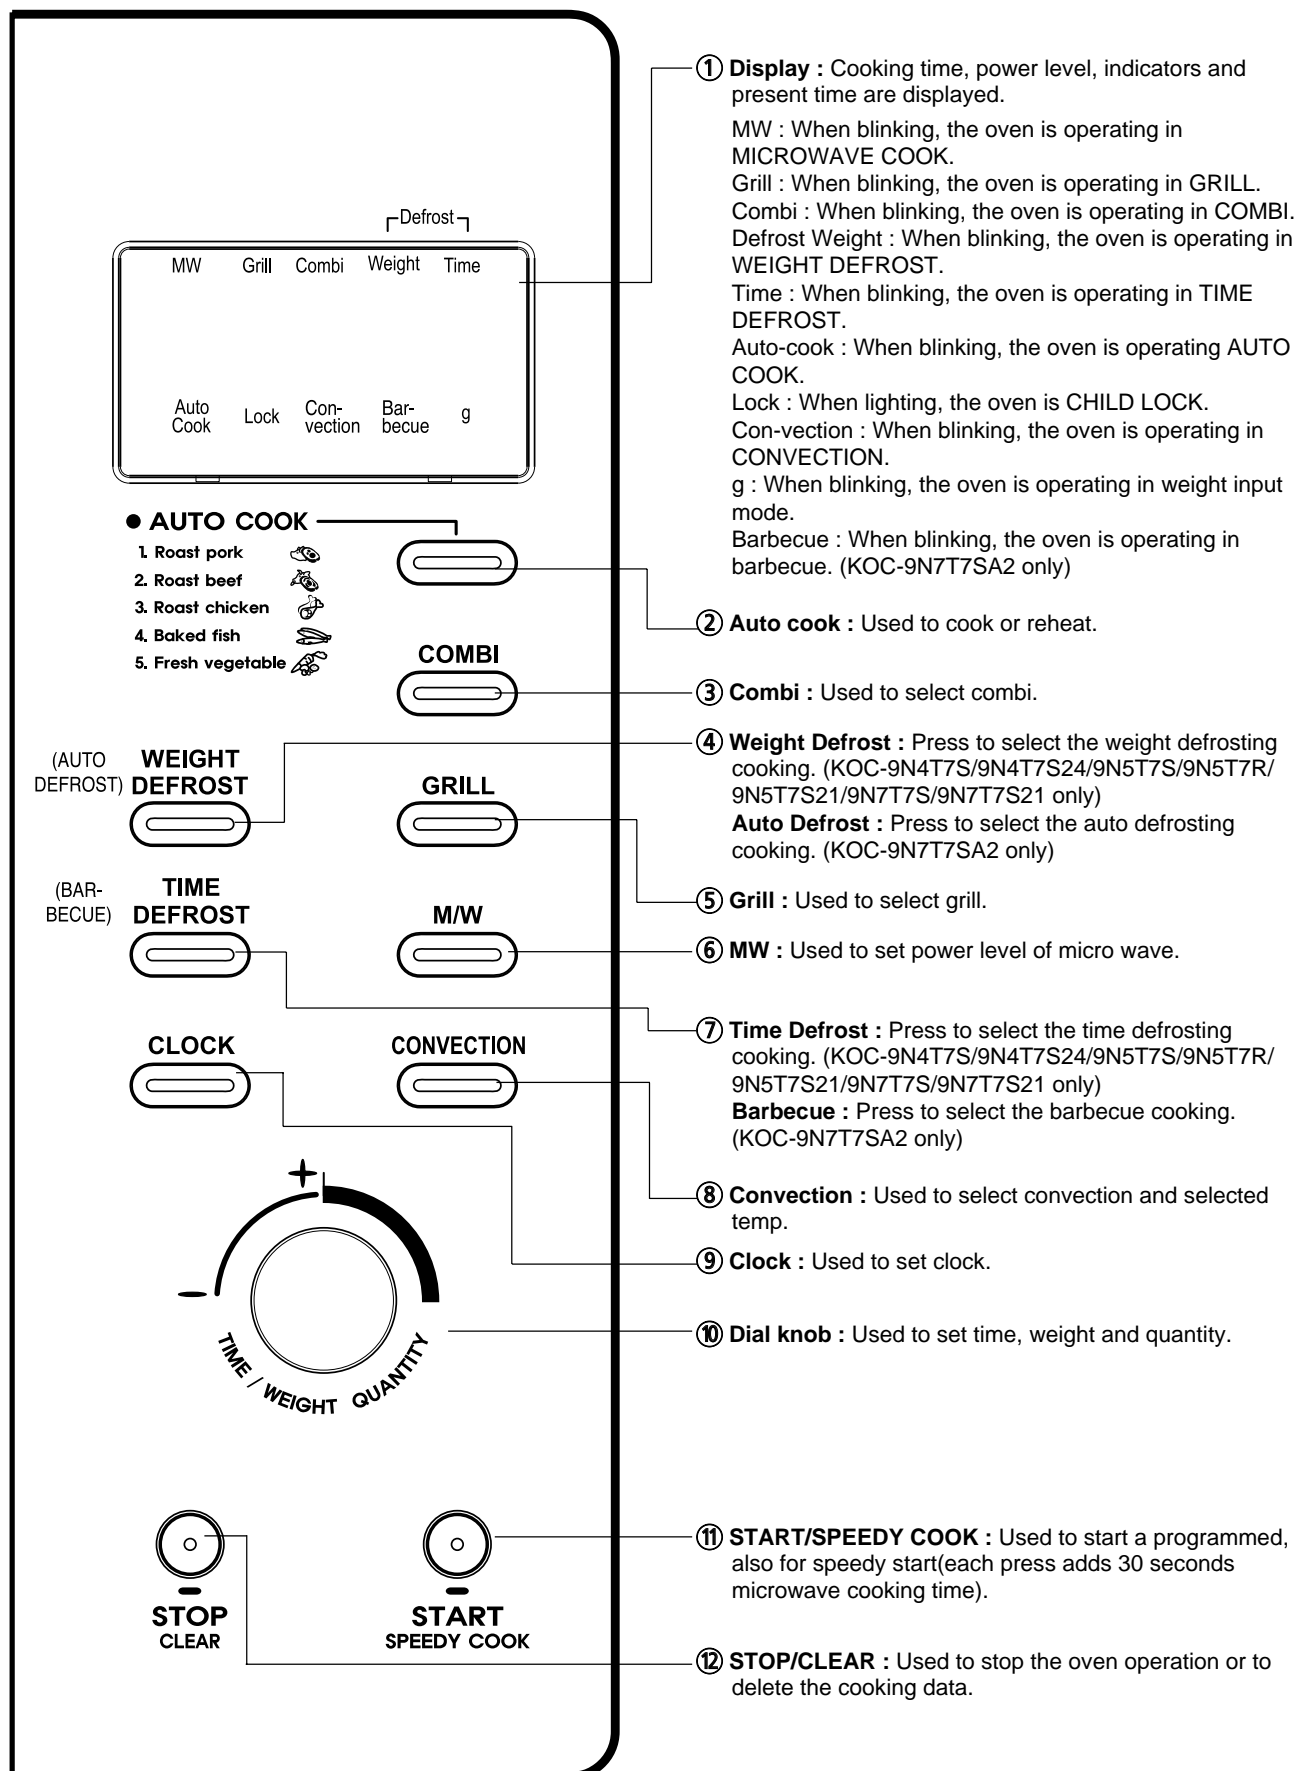 Defrost
MW Grill Combi Weight Time
Auto Cook Lock Con-vection Bar-becue g
● AUTO COOK
1. Roast pork
2. Roast beef
3. Roast chicken
4. Baked fish
5. Fresh vegetable
COMBI
(AUTO DEFROST)
WEIGHT
DEFROST
GRILL
(BAR-BECUE)
TIME
DEFROST
M/W
CLOCK
CONVECTION
+
−
TIME / WEIGHT QUANTITY
STOP
CLEAR
START
SPEEDY COOK
① Display : Cooking time, power level, indicators and
present time are displayed.
MW : When blinking, the oven is operating in
MICROWAVE COOK.
Grill : When blinking, the oven is operating in GRILL.
Combi : When blinking, the oven is operating in COMBI.
Defrost Weight : When blinking, the oven is operating in
WEIGHT DEFROST.
Time : When blinking, the oven is operating in TIME
DEFROST.
Auto-cook : When blinking, the oven is operating AUTO
COOK.
Lock : When lighting, the oven is CHILD LOCK.
Con-vection : When blinking, the oven is operating in
CONVECTION.
g : When blinking, the oven is operating in weight input
mode.
Barbecue : When blinking, the oven is operating in
barbecue. (KOC-9N7T7SA2 only)
② Auto cook : Used to cook or reheat.
③ Combi : Used to select combi.
④ Weight Defrost : Press to select the weight defrosting
cooking. (KOC-9N4T7S/9N4T7S24/9N5T7S/9N5T7R/
9N5T7S21/9N7T7S/9N7T7S21 only)
Auto Defrost : Press to select the auto defrosting
cooking. (KOC-9N7T7SA2 only)
⑤ Grill : Used to select grill.
⑥ MW : Used to set power level of micro wave.
⑦ Time Defrost : Press to select the time defrosting
cooking. (KOC-9N4T7S/9N4T7S24/9N5T7S/9N5T7R/
9N5T7S21/9N7T7S/9N7T7S21 only)
Barbecue : Press to select the barbecue cooking.
(KOC-9N7T7SA2 only)
⑧ Convection : Used to select convection and selected
temp.
⑨ Clock : Used to set clock.
⑩ Dial knob : Used to set time, weight and quantity.
⑪ START/SPEEDY COOK : Used to start a programmed,
also for speedy start(each press adds 30 seconds
microwave cooking time).
⑫ STOP/CLEAR : Used to stop the oven operation or to
delete the cooking data.